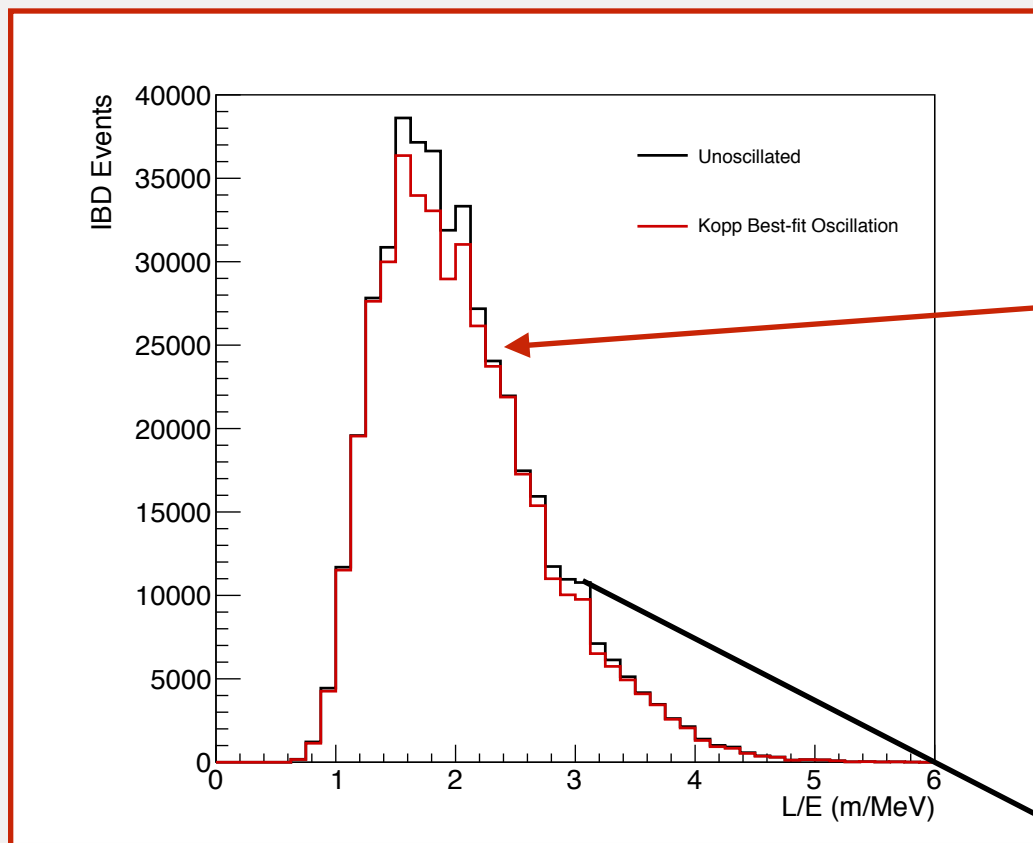 40000
35000
30000
25000
20000
15000
10000
5000
0
IBD Events
Unoscillated
Kopp Best-fit Oscillation
0 1 2 3 4 5 6
L/E (m/MeV)